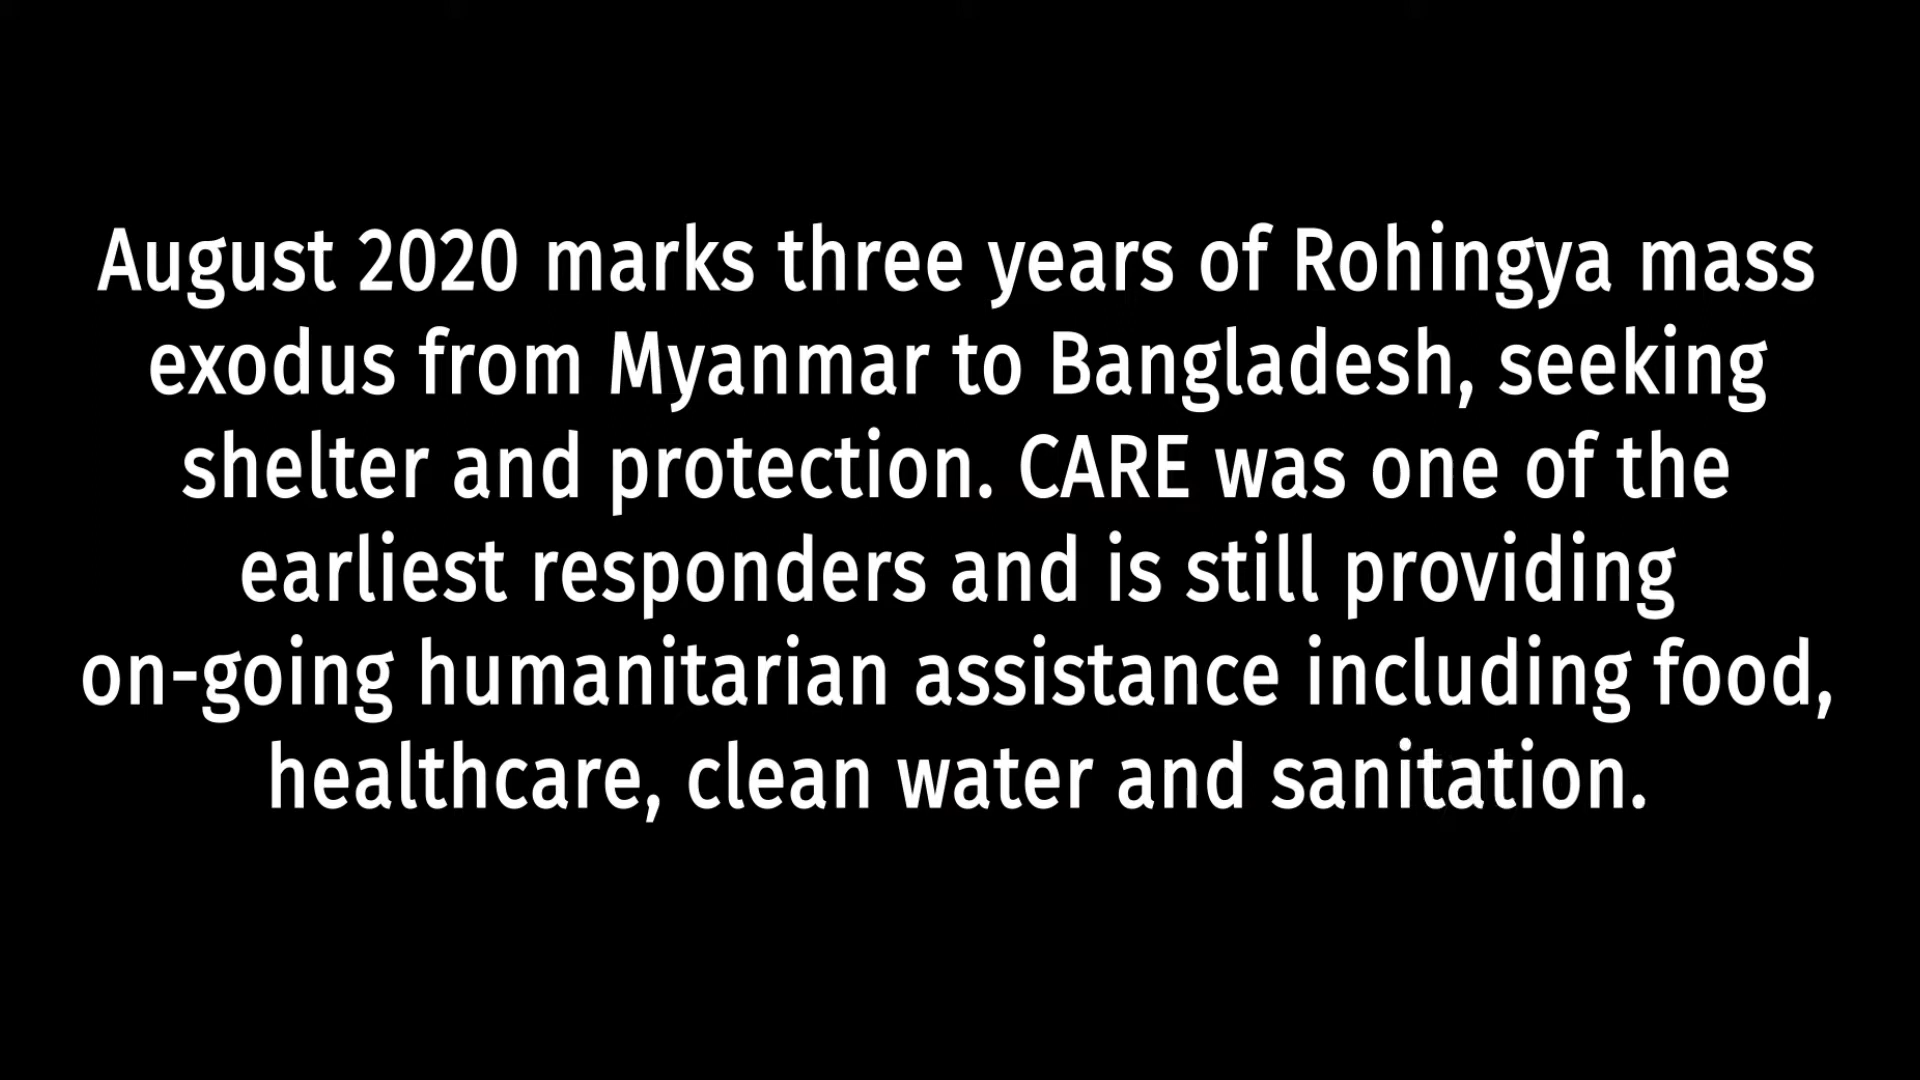 August 2020 marks three years of Rohingya mass
exodus from Myanmar to Bangladesh, seeking
shelter and protection. CARE was one of the
earliest responders and is still providing
on-going humanitarian assistance including food,
healthcare, clean water and sanitation.